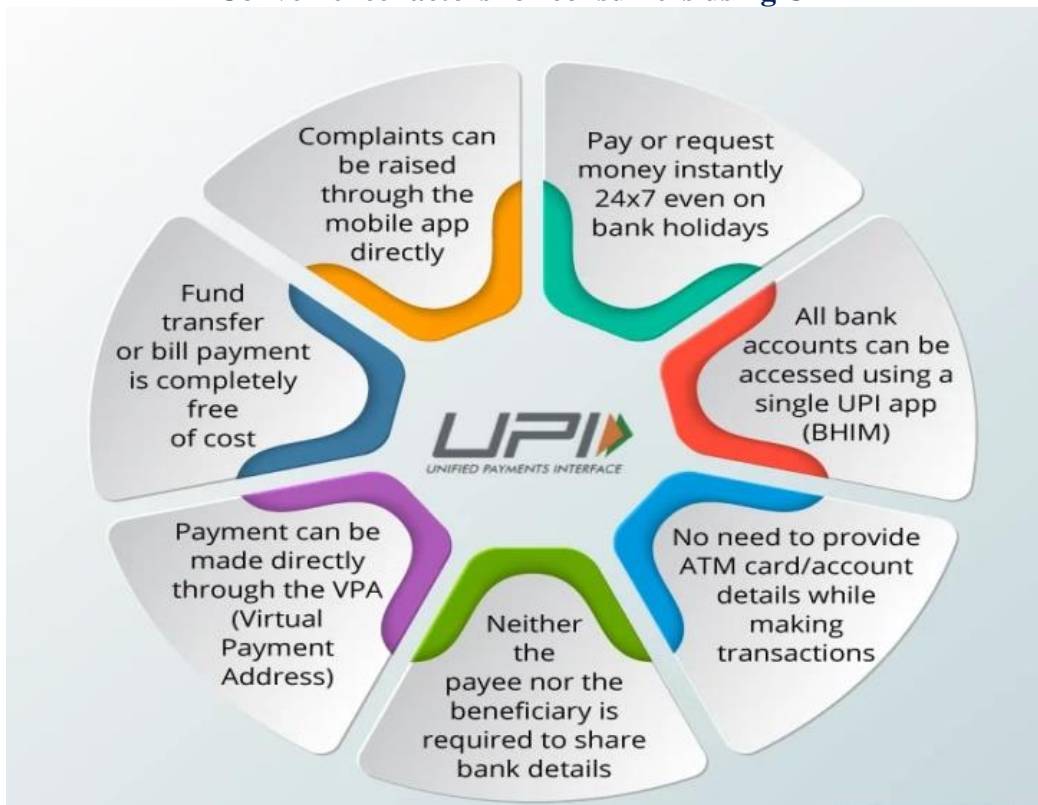 factors for consumers using
Pay or request
money instantly
24x7 even on
bank holidays
All bank
accounts can be
accessed using a
single UPI app
(BHIM)
No need to provide
ATM card/account
details while
making
transactions
Neither
the
payee nor the
beneficiary is
required to share
bank details
Payment can be
made directly
through the VPA
(Virtual
Payment
Address)
Fund
transfer
or bill payment
is completely
free
of cost
Complaints can
be raised
through the
mobile app
directly
UPI
UNIFIED PAYMENTS INTERFACE